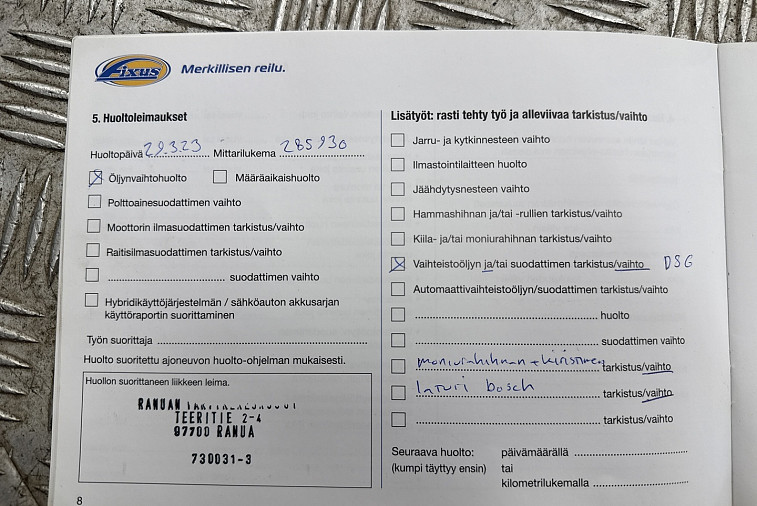 Fixus Merkillisen reilu.
5. Huoltoleimaukset
Huoltopäivä 29.3.23 Mittarilukema 285930
Öljynvaihtohuolto Määräaikaishuolto
Polttoainesuodattimen vaihto
Moottorin ilmasuodattimen tarkistus/vaihto
Raitisilmasuodattimen tarkistus/vaihto
suodattimen vaihto
Hybridikäyttöjärjestelmän / sähköauton akkusarjan
käyttöraportin suorittaminen
Työn suorittaja
Huolto suoritettu ajoneuvon huolto-ohjelman mukaisesti.
Huollon suorittaneen liikkeen leima.
RANUAN
TEERITIE 2-4
97700 RANUA
730031-3
8
Lisätyöt: rasti tehty työ ja alleviivaa tarkistus/vaihto
Jarru- ja kytkinnesteen vaihto
Ilmastointilaitteen huolto
Jäähdytysnesteen vaihto
Hammashihnan ja/tai -rullien tarkistus/vaihto
Kiila- ja/tai moniurahihnan tarkistus/vaihto
Vaihteistoöljyn ja/tai suodattimen tarkistus/vaihto DSG
Automaattivaihteistoöljyn/suodattimen tarkistus/vaihto
huolto
suodattimen vaihto
moniurahihnan + kiristimen tarkistus/vaihto
laturi bosch tarkistus/vaihto
tarkistus/vaihto
Seuraava huolto: päivämäärällä
(kumpi täyttyy ensin) tai
kilometrilukemalla